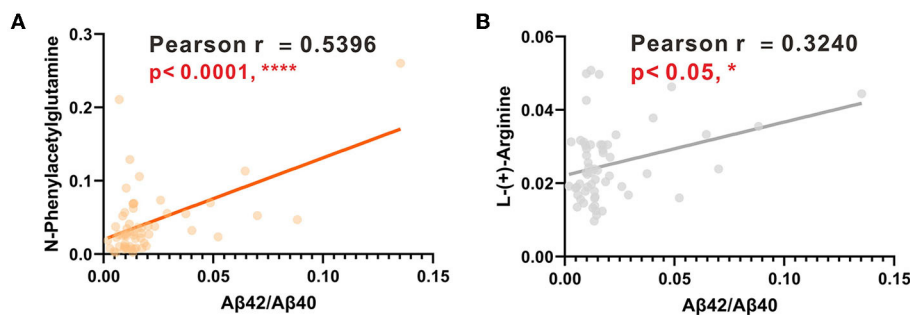 A
Pearson r = 0.5396
p< 0.0001, ****
N-Phenylacetylglutamine
0.3
0.2
0.1
0.0
0.00 0.05 0.10 0.15
Aβ42/Aβ40
B
Pearson r = 0.3240
p< 0.05, *
L-(+)-Arginine
0.06
0.04
0.02
0.00
0.00 0.05 0.10 0.15
Aβ42/Aβ40